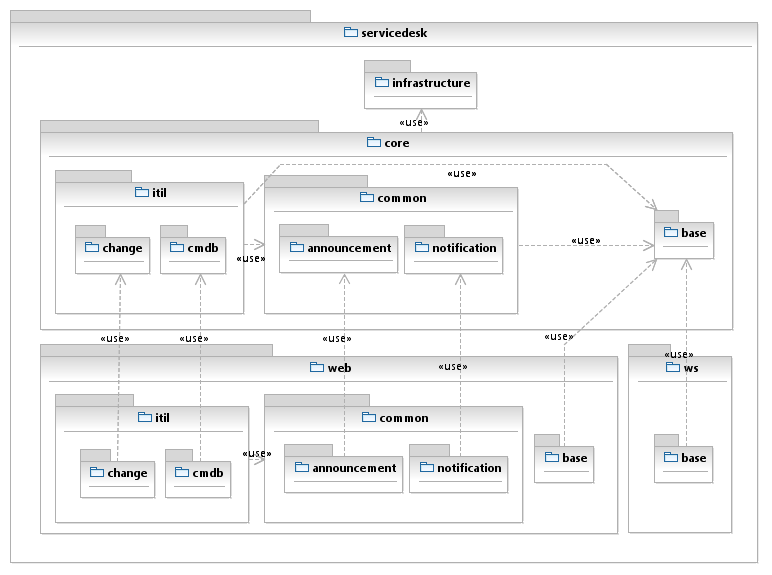 servicedesk
infrastructure
«use»
core
«use»
itil
common
base
change
cmdb
announcement
notification
«use»
«use»
«use»
«use»
«use»
«use»
«use»
«use»
web
ws
itil
common
«use»
change
cmdb
announcement
notification
base
base